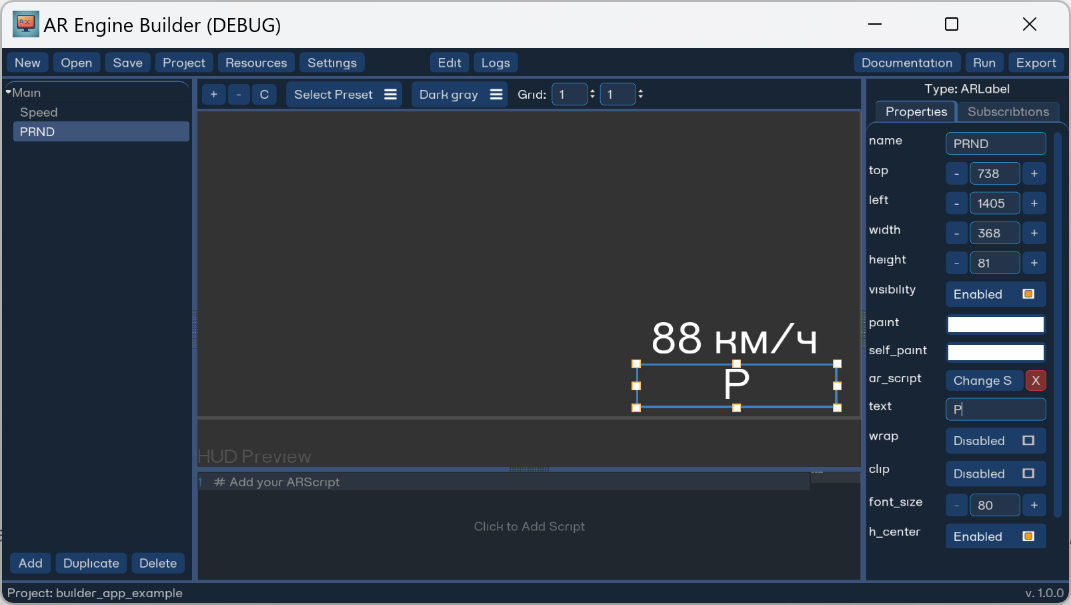 AR Engine Builder (DEBUG)
New Open Save Project Resources Settings Edit Logs Documentation Run Export
Main
Speed
PRND
+ - C Select Preset Dark gray Grid: 1 1
88 км/ч
P
HUD Preview
1 # Add your ARScript
Click to Add Script
Type: ARLabel
Properties Subscribtions
name PRND
top - 738 +
left - 1405 +
width - 368 +
height - 81 +
visibility Enabled
paint
self_paint
ar_script Change S X
text P
wrap Disabled
clip Disabled
font_size - 80 +
h_center Enabled
Add Duplicate Delete
Project: builder_app_example v. 1.0.0